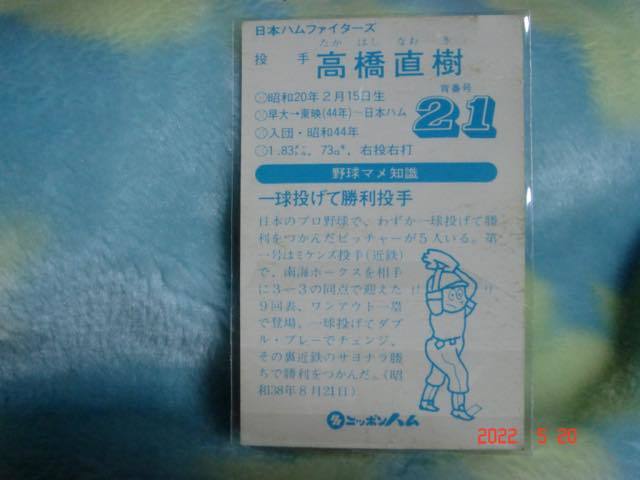 日本ハムファイターズ
たか はし なお き
投手 高橋直樹
背番号
21
○昭和20年2月15日生
○早大→東映(44年)―日本ハム
○入団・昭和44年
○1.83㍍、73㌔、右投右打
野球マメ知識
一球投げて勝利投手
日本のプロ野球で、わずか一球投げて勝
利をつかんだピッチャーが5人いる。第
一号はミケンズ投手(近鉄)
で、南海ホークスを相手
に3―3の同点で迎えた
9回表、ワンアウト一塁
で登場。一球投げてダブ
ル・プレーでチェンジ、
その裏近鉄のサヨナラ勝
ちで勝利をつかんだ。(昭
和38年8月21日)
ニッポンハム
2022 5 20